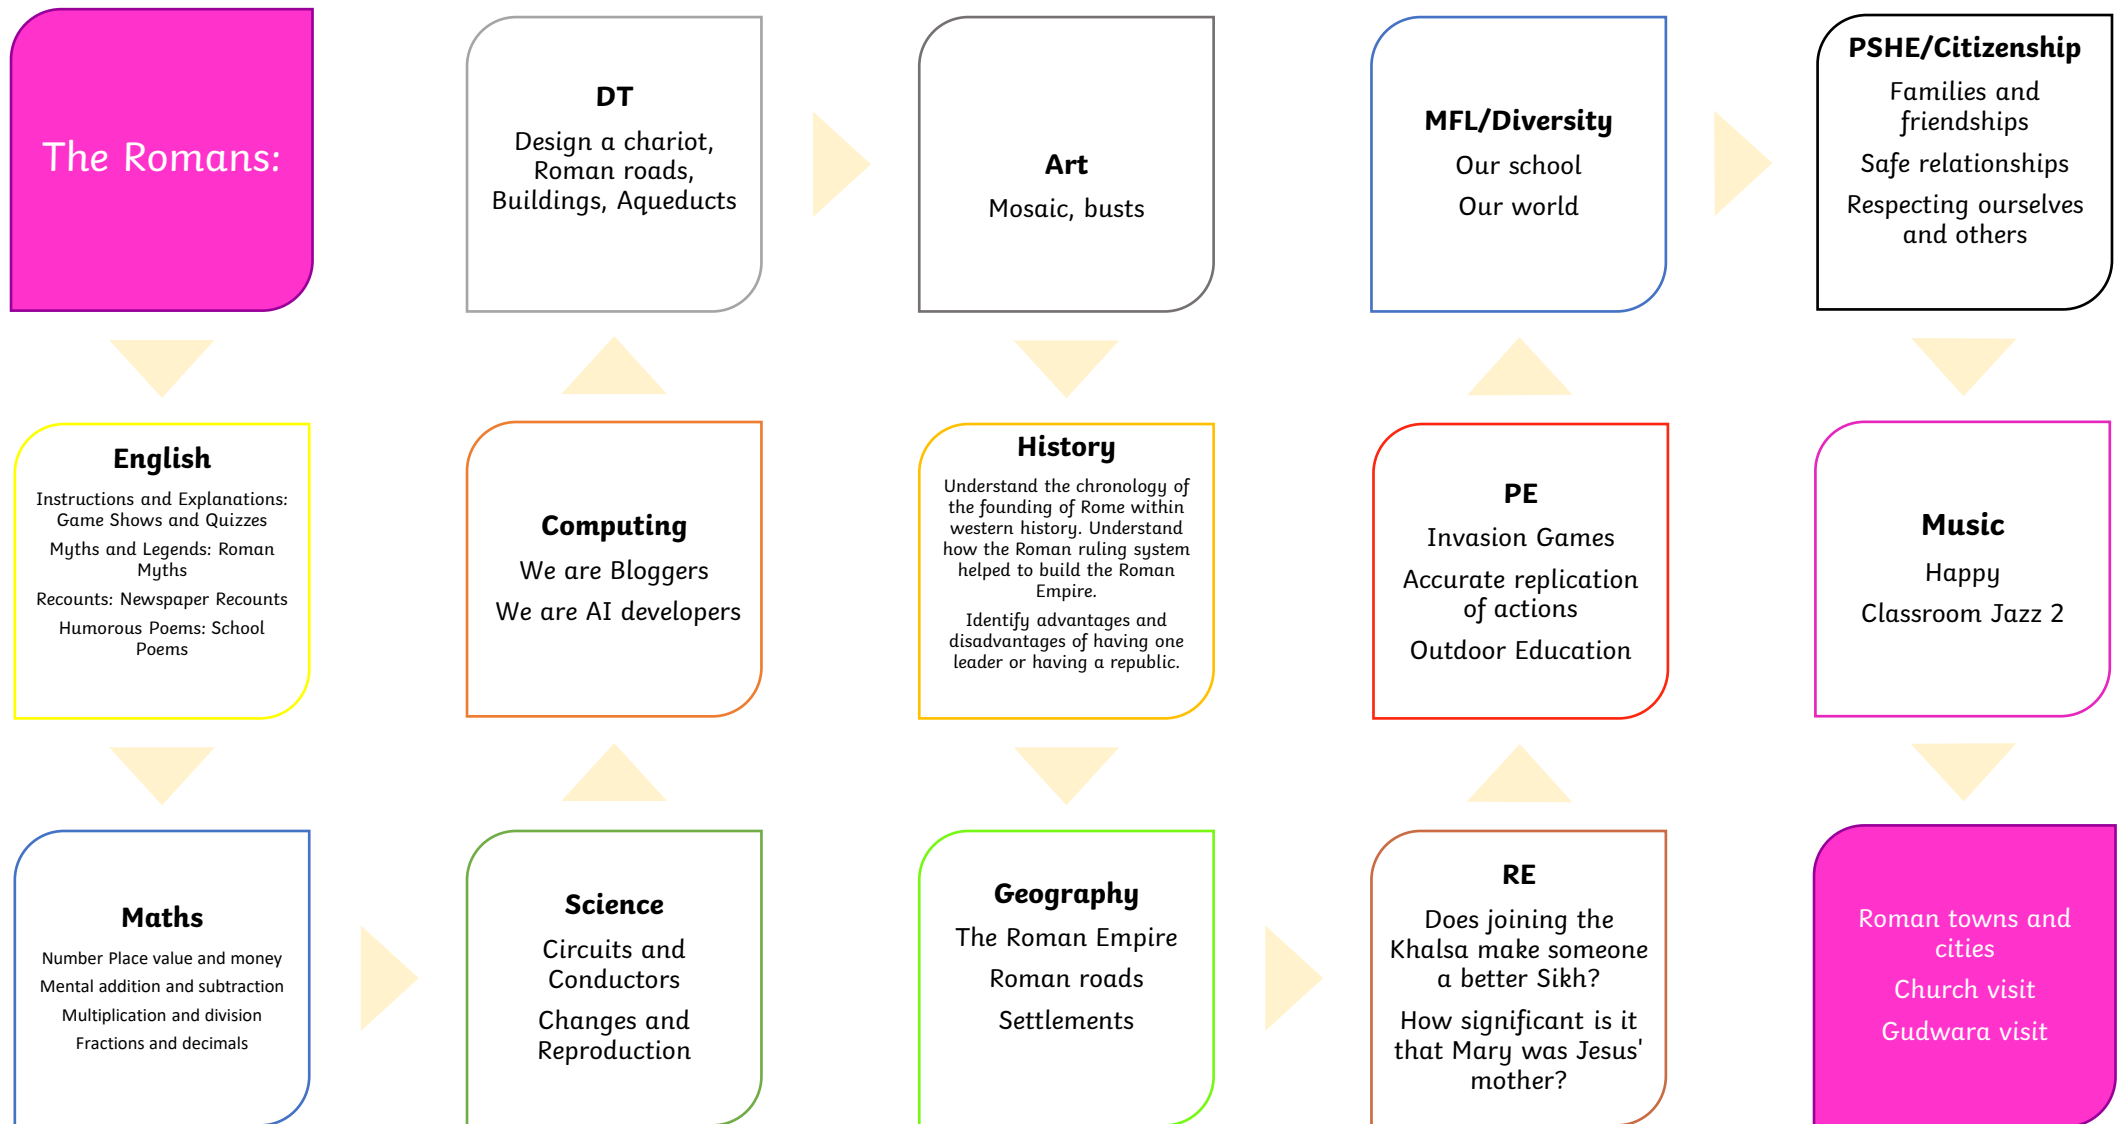 The Romans:
English
Instructions and Explanations:
Game Shows and Quizzes
Myths and Legends: Roman
Myths
Recounts: Newspaper Recounts
Humorous Poems: School
Poems
Maths
Number Place value and money
Mental addition and subtraction
Multiplication and division
Fractions and decimals
Science
Circuits and
Conductors
Changes and
Reproduction
Computing
We are Bloggers
We are AI developers
DT
Design a chariot,
Roman roads,
Buildings, Aqueducts
Art
Mosaic, busts
History
Understand the chronology of
the founding of Rome within
western history. Understand
how the Roman ruling system
helped to build the Roman
Empire.
Identify advantages and
disadvantages of having one
leader or having a republic.
Geography
The Roman Empire
Roman roads
Settlements
RE
Does joining the
Khalsa make someone
a better Sikh?
How significant is it
that Mary was Jesus'
mother?
PE
Invasion Games
Accurate replication
of actions
Outdoor Education
MFL/Diversity
Our school
Our world
PSHE/Citizenship
Families and
friendships
Safe relationships
Respecting ourselves
and others
Music
Happy
Classroom Jazz 2
Roman towns and
cities
Church visit
Gudwara visit